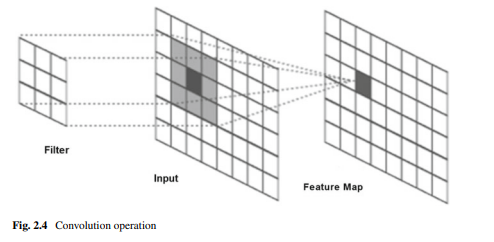 Filter
Input
Feature Map
Fig. 2.4 Convolution operation